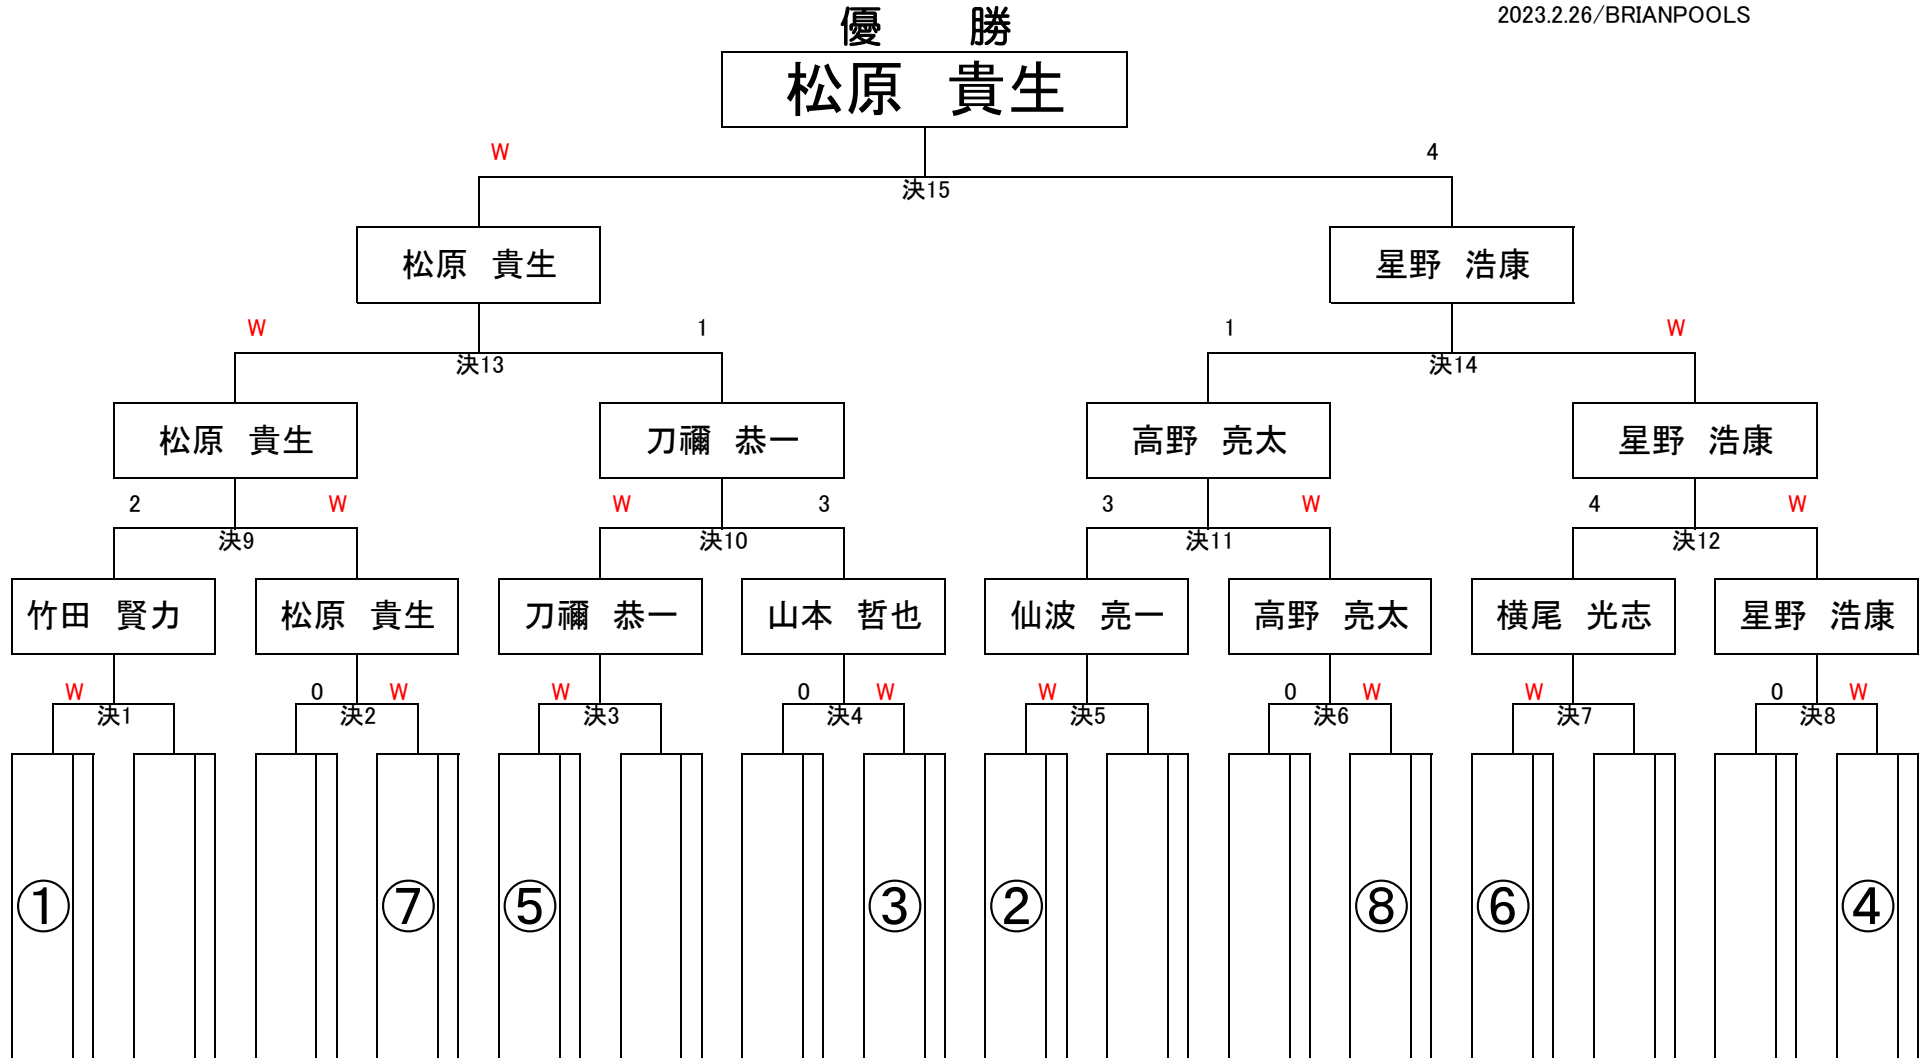 優 勝
2023.2.26/BRIANPOOLS
松原 貴生
W 4
決15
松原 貴生 星野 浩康
W 1 1 W
決13 決14
松原 貴生 刀禰 恭一 高野 亮太 星野 浩康
2 W W 3 3 W 4 W
決9 決10 決11 決12
竹田 賢力 松原 貴生 刀禰 恭一 山本 哲也 仙波 亮一 高野 亮太 横尾 光志 星野 浩康
W 0 W W 0 W W 0 W W 0 W
決1 決2 決3 決4 決5 決6 決7 決8
① ⑦ ⑤ ③ ② ⑧ ⑥ ④